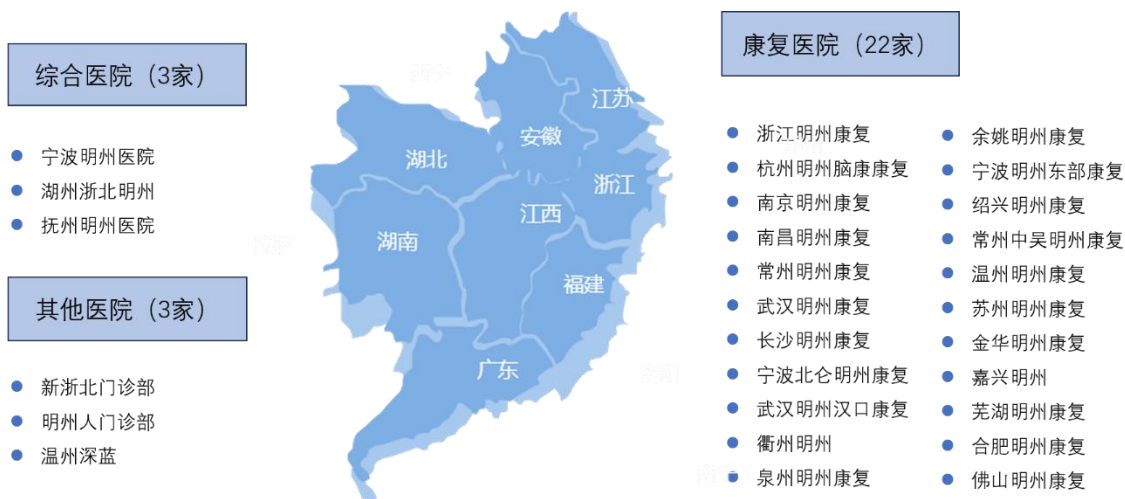 综合医院（3家）
宁波明州医院
湖州浙北明州
抚州明州医院
其他医院（3家）
新浙北门诊部
明州人门诊部
温州深蓝
西宁
拉萨
江苏
安徽
湖北
浙江
江西
湖南
福建
广东
贵阳
南宁
康复医院（22家）
浙江明州康复
杭州明州脑康康复
南京明州康复
南昌明州康复
常州明州康复
武汉明州康复
长沙明州康复
宁波北仑明州康复
武汉明州汉口康复
衢州明州
泉州明州康复
余姚明州康复
宁波明州东部康复
绍兴明州康复
常州中吴明州康复
温州明州康复
苏州明州康复
金华明州康复
嘉兴明州
芜湖明州康复
合肥明州康复
佛山明州康复